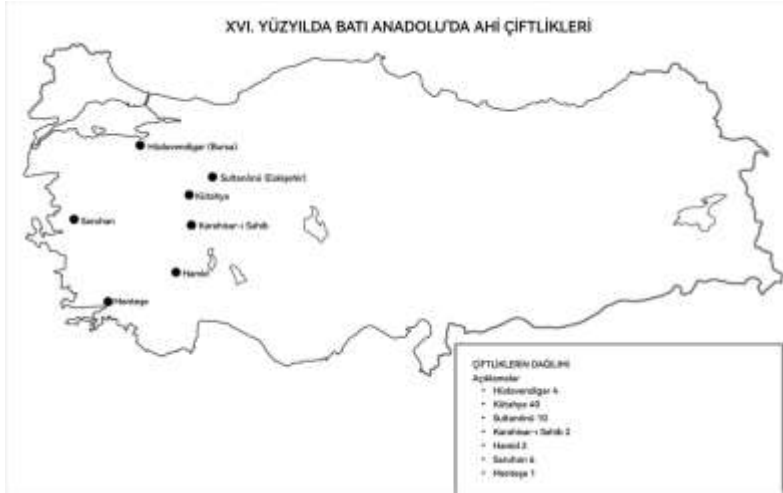 XVI. YÜZYILDA BATI ANADOLU'DA AHİ ÇİFTLİKLERİ
Hüdavendigar (Bursa)
Sultanönü (Eskişehir)
Kütahya
Saruhan
Karahisar-ı Sahib
Hamid
Menteşe
ÇİFTLİKLERİN DAĞILIMI
Açıklamalar
• Hüdavendigar 4
• Kütahya 40
• Sultanönü 10
• Karahisar-ı Sahib 2
• Hamid 2
• Saruhan 6
• Menteşe 1